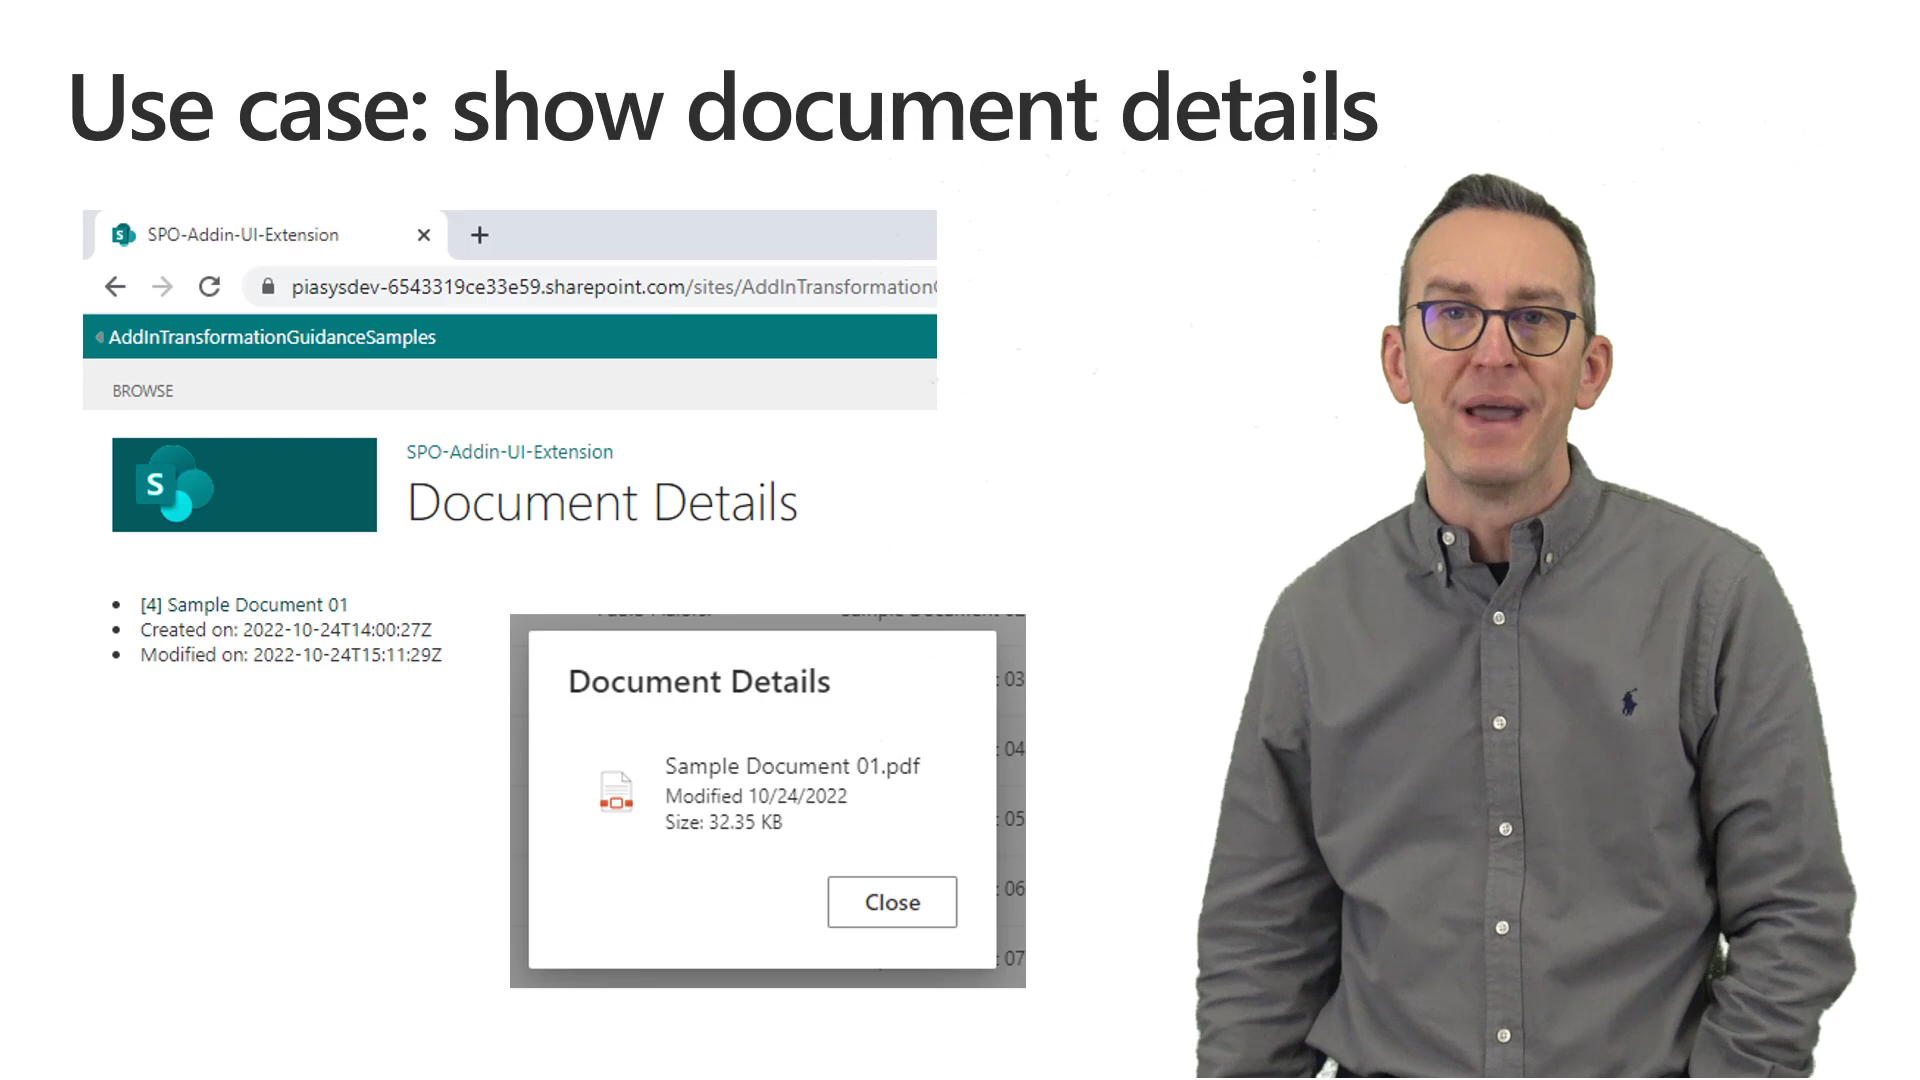 Use case: show document details
SPO-Addin-UI-Extension
piasysdev-6543319ce33e59.sharepoint.com/sites/AddInTransformation
AddInTransformationGuidanceSamples
BROWSE
S
SPO-Addin-UI-Extension
Document Details
[4] Sample Document 01
Created on: 2022-10-24T14:00:27Z
Modified on: 2022-10-24T15:11:29Z
Document Details
Sample Document 01.pdf
Modified 10/24/2022
Size: 32.35 KB
Close
: 03
: 04
: 05
: 06
: 07